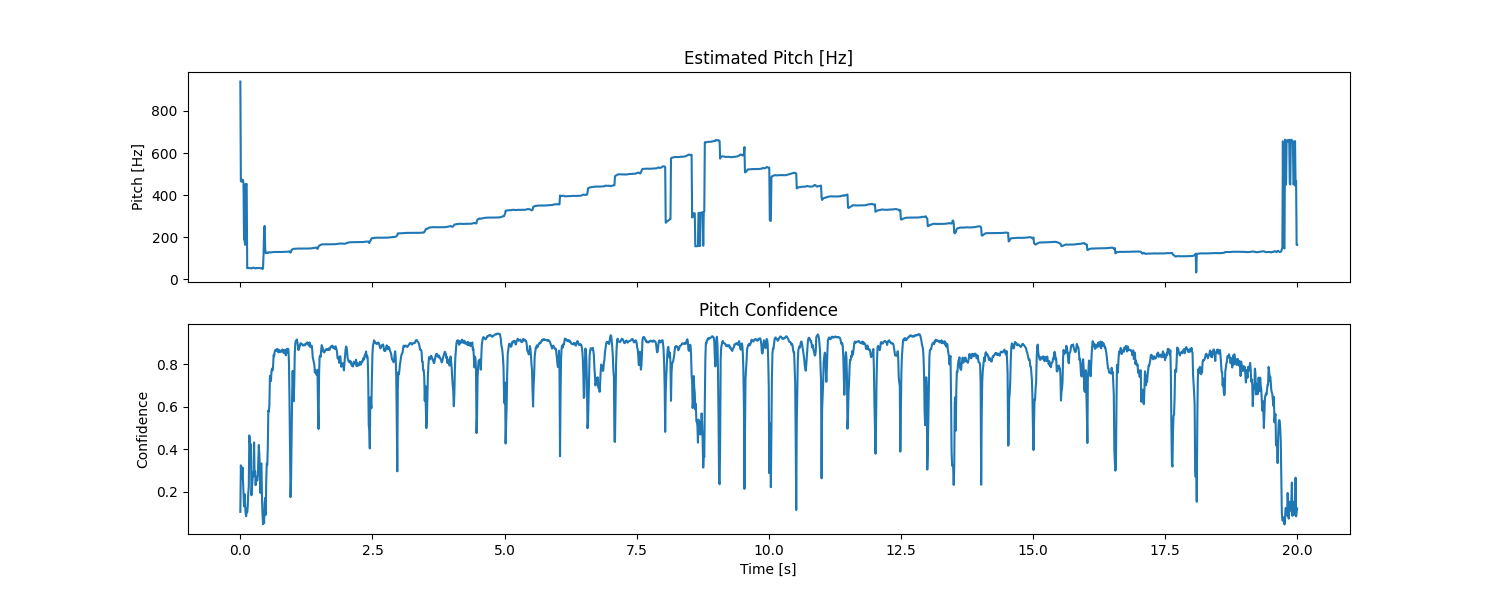 Estimated Pitch [Hz]
Pitch [Hz]
800
600
400
200
0
Pitch Confidence
Confidence
0.8
0.6
0.4
0.2
0.0 2.5 5.0 7.5 10.0 12.5 15.0 17.5 20.0
Time [s]